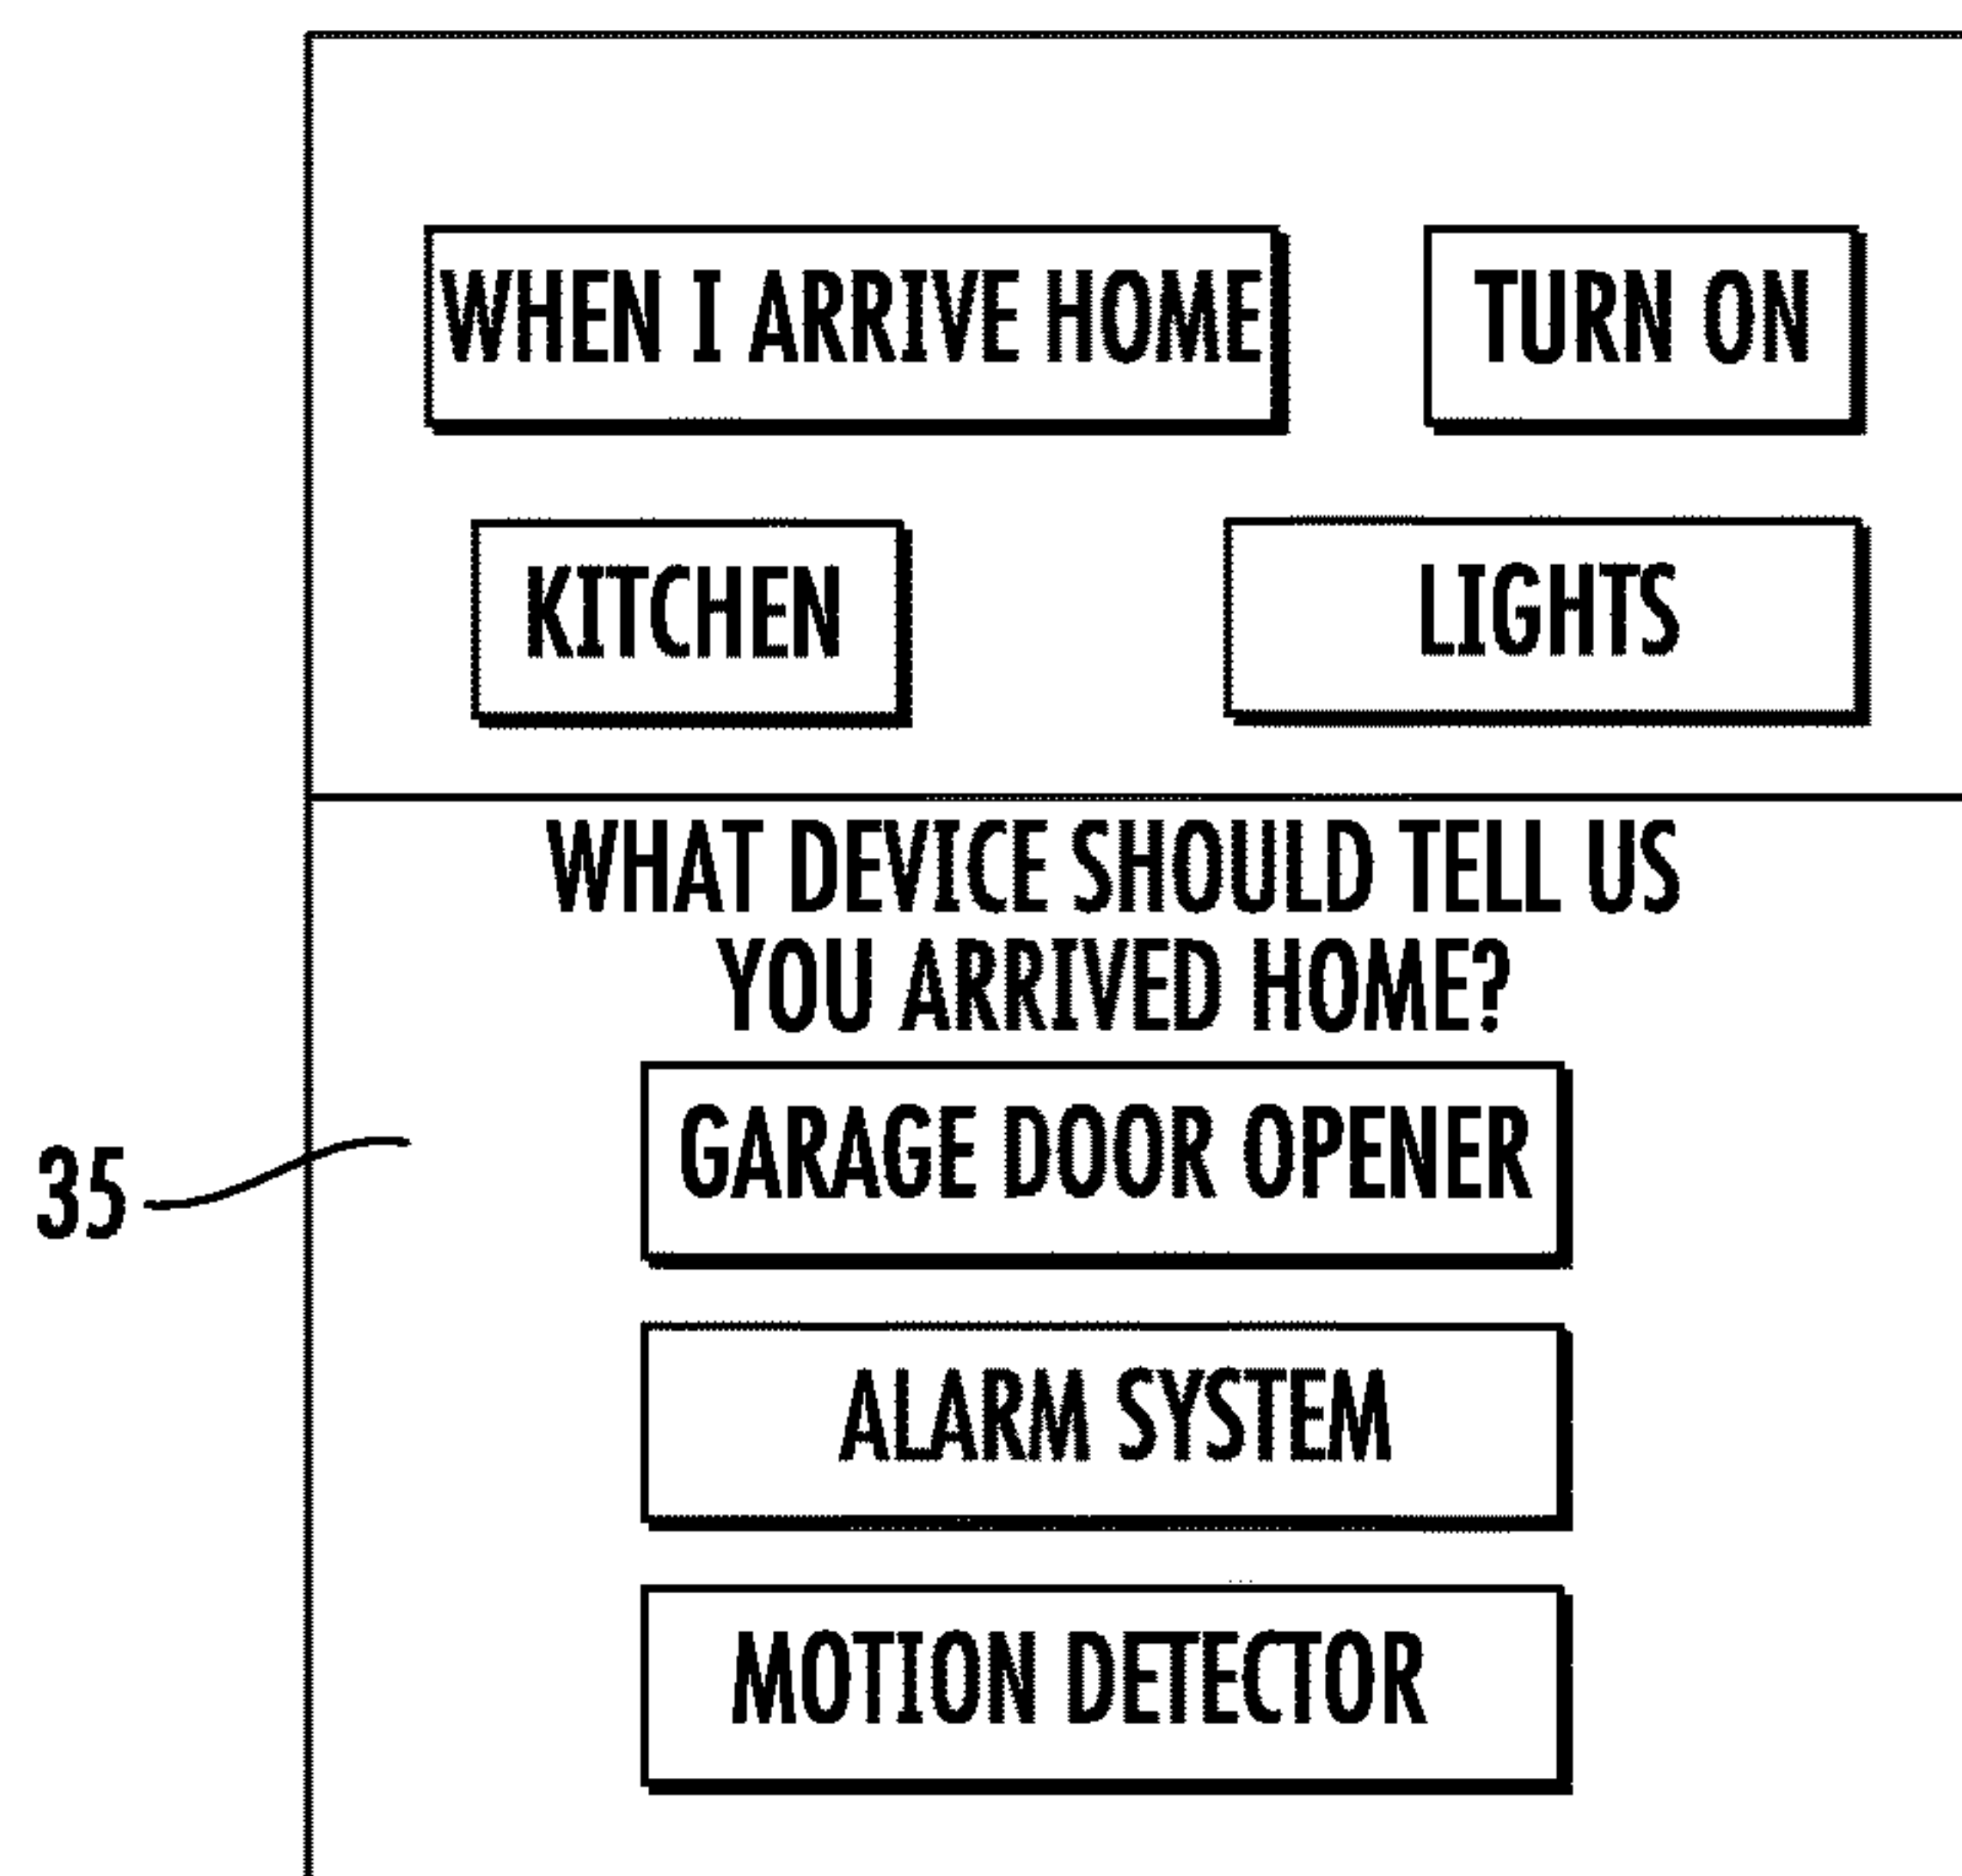 WHEN I ARRIVE HOME TURN ON
KITCHEN LIGHTS
WHAT DEVICE SHOULD TELL US
YOU ARRIVED HOME?
GARAGE DOOR OPENER
35
ALARM SYSTEM
MOTION DETECTOR